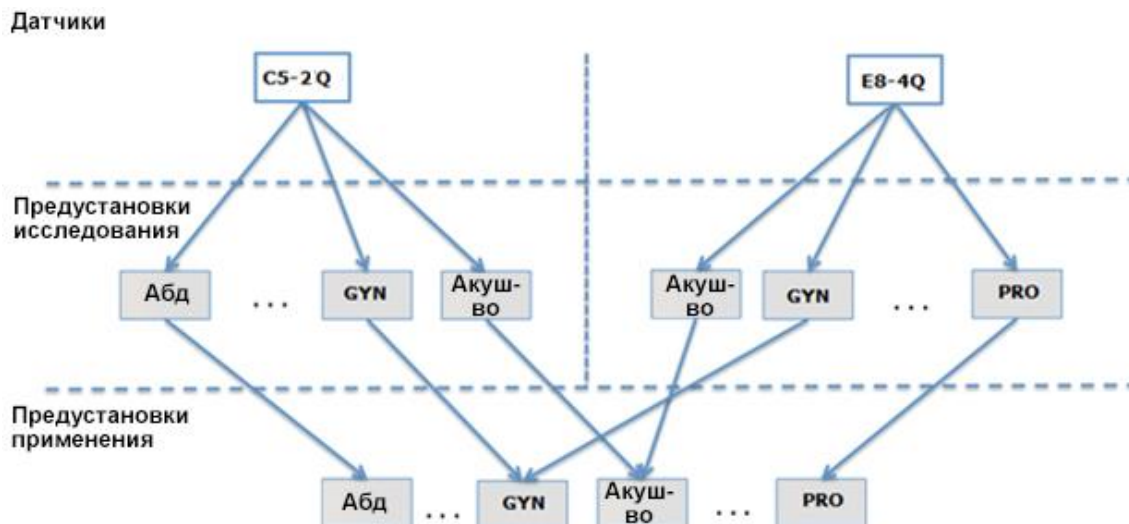 Датчики
C5-2 Q
E8-4Q
Предустановки
исследования
Абд
...
GYN
Акуш-
во
Акуш-
во
GYN
...
PRO
Предустановки
применения
Абд
...
GYN
Акуш-
во
...
PRO